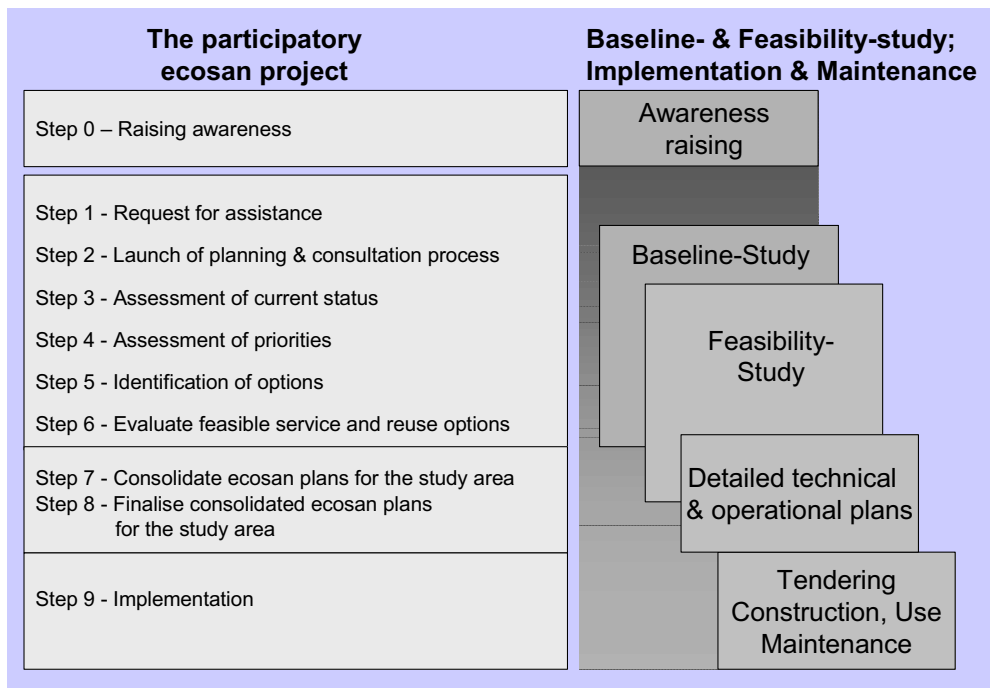 The participatory
ecosan project
Baseline- & Feasibility-study;
Implementation & Maintenance
Step 0 – Raising awareness
Step 1 - Request for assistance
Step 2 - Launch of planning & consultation process
Step 3 - Assessment of current status
Step 4 - Assessment of priorities
Step 5 - Identification of options
Step 6 - Evaluate feasible service and reuse options
Step 7 - Consolidate ecosan plans for the study area
Step 8 - Finalise consolidated ecosan plans
for the study area
Step 9 - Implementation
Awareness
raising
Baseline-Study
Feasibility-
Study
Detailed technical
& operational plans
Tendering
Construction, Use
Maintenance